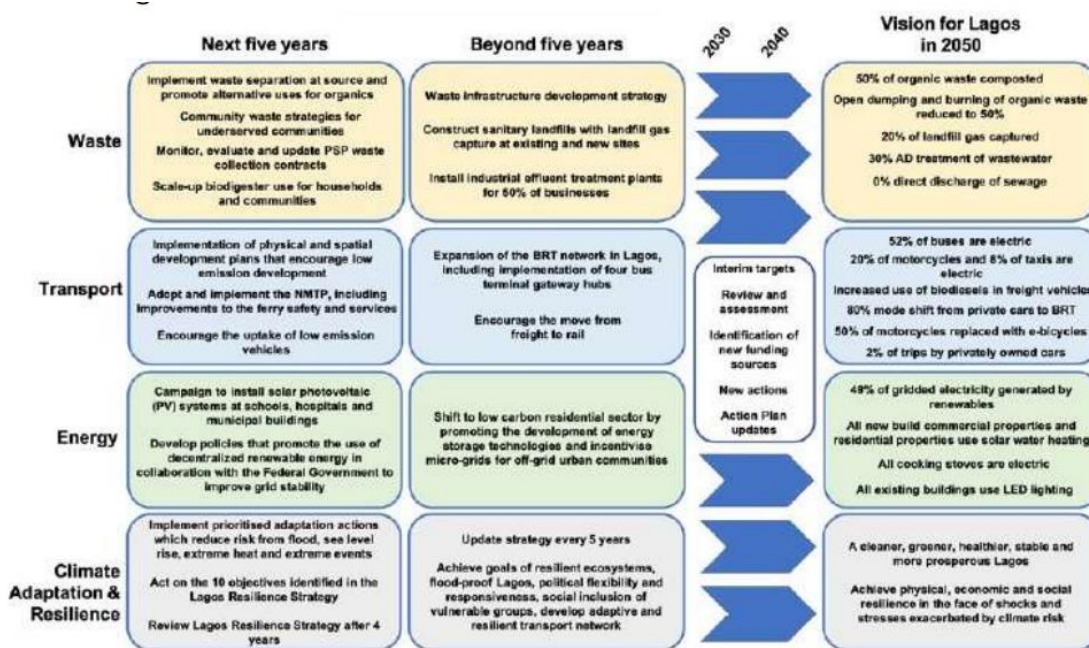 Next five years
Beyond five years
2030
2040
Vision for Lagos
in 2050
Waste
Implement waste separation at source and
promote alternative uses for organics
Community waste strategies for
underserved communities
Monitor, evaluate and update PSP waste
collection contracts
Scale-up biodigester use for households
and communities
Waste infrastructure development strategy
Construct sanitary landfills with landfill gas
capture at existing and new sites
Install industrial effluent treatment plants
for 50% of businesses
50% of organic waste composted
Open dumping and burning of organic waste
reduced to 50%
20% of landfill gas captured
30% AD treatment of wastewater
0% direct discharge of sewage
Transport
Implementation of physical and spatial
development plans that encourage low
emission development
Adopt and implement the NMTP, including
improvements to the ferry safety and services
Encourage the uptake of low emission
vehicles
Expansion of the BRT network in Lagos,
including implementation of four bus
terminal gateway hubs
Encourage the move from
freight to rail
Interim targets
Review and
assessment
Identification of
new funding
sources
New actions
Action Plan
updates
52% of buses are electric
20% of motorcycles and 8% of taxis are
electric
Increased use of biodiesels in freight vehicles
80% mode shift from private cars to BRT
50% of motorcycles replaced with e-bicycles
2% of trips by privately owned cars
Energy
Campaign to install solar photovoltaic
(PV) systems at schools, hospitals and
municipal buildings
Develop policies that promote the use of
decentralized renewable energy in
collaboration with the Federal Government to
improve grid stability
Shift to low carbon residential sector by
promoting the development of energy
storage technologies and incentivise
micro-grids for off-grid urban communities
49% of gridded electricity generated by
renewables
All new build commercial properties and
residential properties use solar water heating
All cooking stoves are electric
All existing buildings use LED lighting
Climate
Adaptation &
Resilience
Implement prioritised adaptation actions
which reduce risk from flood, sea level
rise, extreme heat and extreme events
Act on the 10 objectives identified in the
Lagos Resilience Strategy
Review Lagos Resilience Strategy after 4
years
Update strategy every 5 years
Achieve goals of resilient ecosystems,
flood-proof Lagos, political flexibility and
responsiveness, social inclusion of
vulnerable groups, develop adaptive and
resilient transport network
A cleaner, greener, healthier, stable and
more prosperous Lagos
Achieve physical, economic and social
resilience in the face of shocks and
stresses exacerbated by climate risk